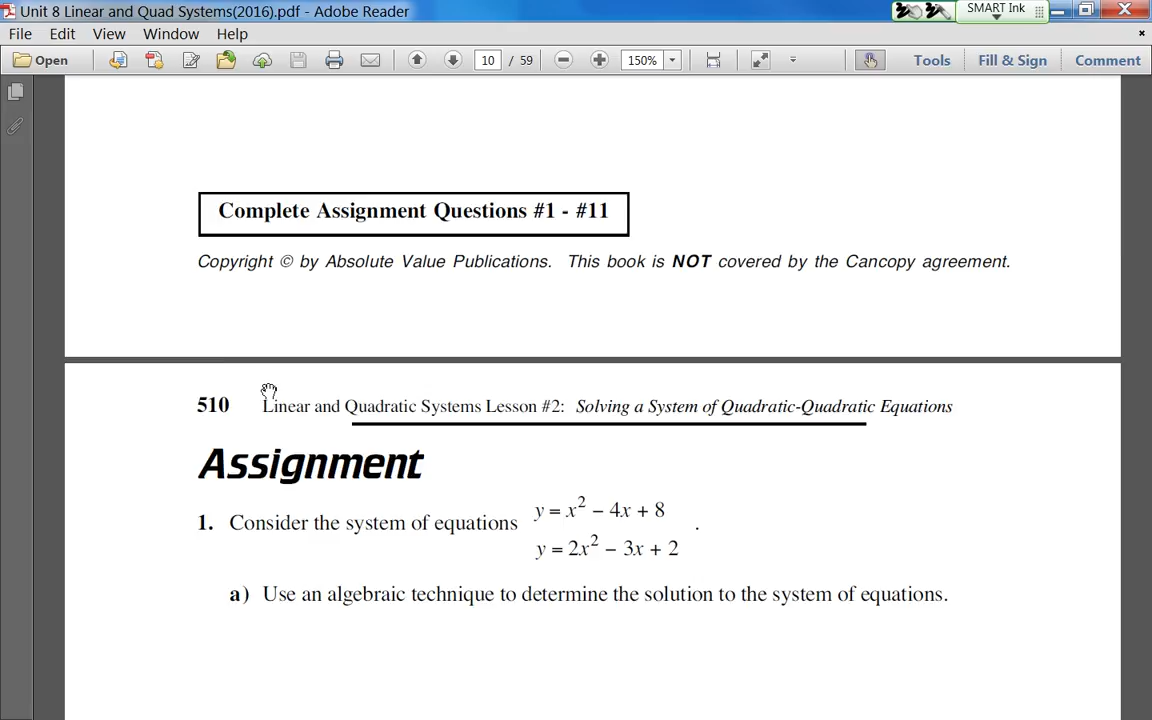 Unit 8 Linear and Quad Systems(2016).pdf - Adobe Reader
SMART Ink
File Edit View Window Help
Open 10 / 59 150% Tools Fill & Sign Comment
Complete Assignment Questions #1 - #11
Copyright © by Absolute Value Publications. This book is NOT covered by the Cancopy agreement.
510 Linear and Quadratic Systems Lesson #2: Solving a System of Quadratic-Quadratic Equations
Assignment
y = x² − 4x + 8
1. Consider the system of equations .
y = 2x² − 3x + 2
a) Use an algebraic technique to determine the solution to the system of equations.